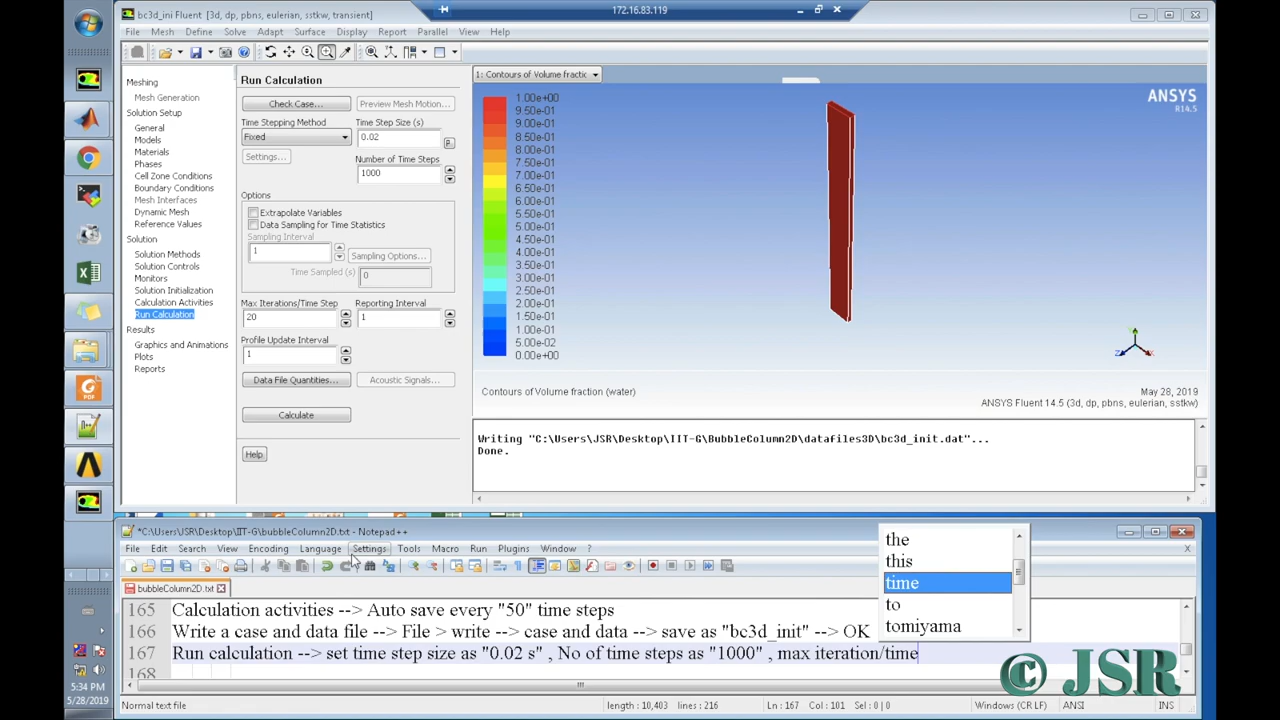 bc3d_ini Fluent [3d, dp, pbns, eulerian, sstkw, transient]
172.16.83.119
File Mesh Define Solve Adapt Surface Display Report Parallel View Help
Meshing
Mesh Generation
Solution Setup
General
Models
Materials
Phases
Cell Zone Conditions
Boundary Conditions
Mesh Interfaces
Dynamic Mesh
Reference Values
Solution
Solution Methods
Solution Controls
Monitors
Solution Initialization
Calculation Activities
Run Calculation
Results
Graphics and Animations
Plots
Reports
Run Calculation
Check Case... Preview Mesh Motion...
Time Stepping Method Time Step Size (s)
Fixed 0.02
Settings... Number of Time Steps
1000
Options
Extrapolate Variables
Data Sampling for Time Statistics
Sampling Interval
1 Sampling Options...
Time Sampled (s) 0
Max Iterations/Time Step Reporting Interval
20 1
Profile Update Interval
1
Data File Quantities... Acoustic Signals...
Calculate
Help
1: Contours of Volume fractic
1.00e+00
9.50e-01
9.00e-01
8.50e-01
8.00e-01
7.50e-01
7.00e-01
6.50e-01
6.00e-01
5.50e-01
5.00e-01
4.50e-01
4.00e-01
3.50e-01
3.00e-01
2.50e-01
2.00e-01
1.50e-01
1.00e-01
5.00e-02
0.00e+00
ANSYS
R14.5
Y
Z X
Contours of Volume fraction (water)
May 28, 2019
ANSYS Fluent 14.5 (3d, dp, pbns, eulerian, sstkw)
Writing "C:\Users\JSR\Desktop\IIT-G\BubbleColumn2D\datafiles3D\bc3d_init.dat"...
Done.
*C:\Users\JSR\Desktop\IIT-G\bubbleColumn2D.txt - Notepad++
File Edit Search View Encoding Language Settings Tools Macro Run Plugins Window ?
bubbleColumn2D.txt
the
this
time
to
tomiyama
165 Calculation activities --> Auto save every "50" time steps
166 Write a case and data file --> File > write --> case and data --> save as "bc3d_init" --> OK
167 Run calculation --> set time step size as "0.02 s" , No of time steps as "1000" , max iteration/time
168
Normal text file length : 10,403 lines : 216 Ln : 167 Col : 101 Sel : 0 | 0 Windows (CR LF) ANSI INS
5:34 PM
5/28/2019
© JSR